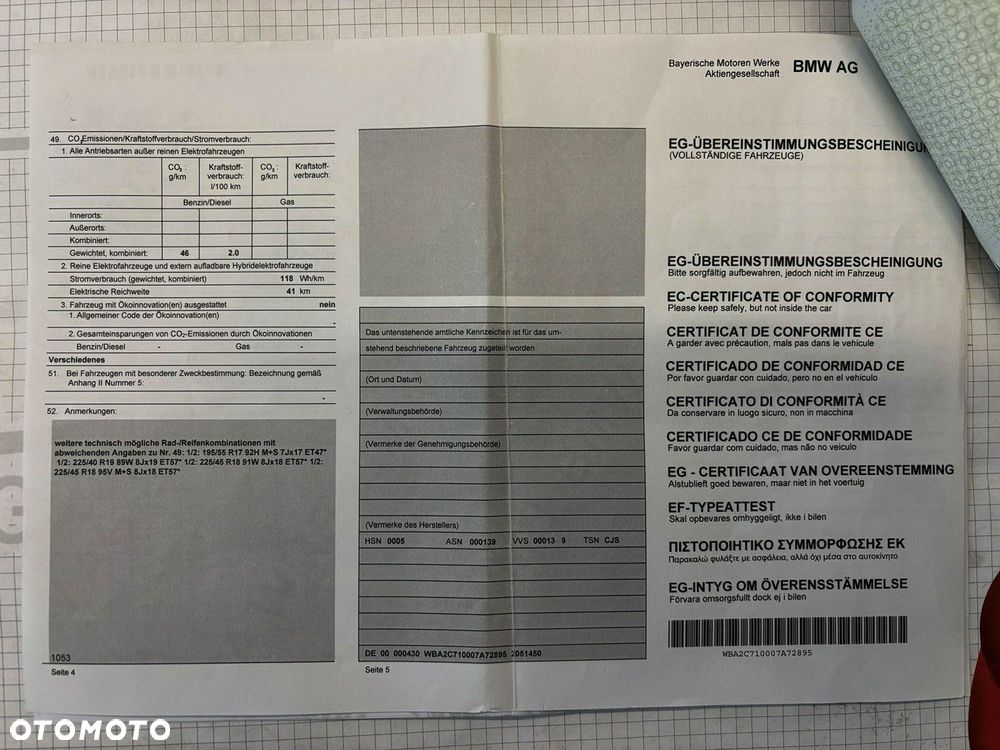 49. CO₂Emissionen/Kraftstoffverbrauch/Stromverbrauch:
1. Alle Antriebsarten außer reinen Elektrofahrzeugen
CO₂ : g/km Kraftstoff-verbrauch: l/100 km CO₂ : g/km Kraftstoff-verbrauch:
Benzin/Diesel Gas
Innerorts:
Außerorts:
Kombiniert:
Gewichtet, kombiniert: 46 2.0
2. Reine Elektrofahrzeuge und extern aufladbare Hybridelektrofahrzeuge
Stromverbrauch (gewichtet, kombiniert) 118 Wh/km
Elektrische Reichweite 41 km
3. Fahrzeug mit Ökoinnovation(en) ausgestattet nein
1. Allgemeiner Code der Ökoinnovation(en)
-
2. Gesamteinsparungen von CO₂-Emissionen durch Ökoinnovationen
Benzin/Diesel - Gas -
Verschiedenes
51. Bei Fahrzeugen mit besonderer Zweckbestimmung: Bezeichnung gemäß
Anhang II Nummer 5:
-
52. Anmerkungen:
weitere technisch mögliche Rad-/Reifenkombinationen mit
abweichenden Angaben zu Nr. 49: 1/2: 195/55 R17 92H M+S 7Jx17 ET47*
1/2: 225/40 R19 89W 8Jx19 ET57* 1/2: 225/45 R18 91W 8Jx18 ET57* 1/2:
225/45 R18 95V M+S 8Jx18 ET57*
1053
Seite 4
Das untenstehende amtliche Kennzeichen ist für das um-
stehend beschriebene Fahrzeug zugeteilt worden
(Ort und Datum)
(Verwaltungsbehörde)
(Vermerke der Genehmigungsbehörde)
(Vermerke des Herstellers)
HSN 0005 ASN 000139 VVS 00013 9 TSN CJS
DE 00 000430 WBA2C710007A72895 2051450
Seite 5
Bayerische Motoren Werke
Aktiengesellschaft BMW AG
EG-ÜBEREINSTIMMUNGSBESCHEINIGUN
(VOLLSTÄNDIGE FAHRZEUGE)
EG-ÜBEREINSTIMMUNGSBESCHEINIGUNG
Bitte sorgfältig aufbewahren, jedoch nicht im Fahrzeug
EC-CERTIFICATE OF CONFORMITY
Please keep safely, but not inside the car
CERTIFICAT DE CONFORMITE CE
A garder avec précaution, mais pas dans le véhicule
CERTIFICADO DE CONFORMIDAD CE
Por favor guardar con cuidado, pero no en el vehiculo
CERTIFICATO DI CONFORMITÀ CE
Da conservare in luogo sicuro, non in macchina
CERTIFICADO CE DE CONFORMIDADE
Favor guardar com cuidado, mas não no veiculo
EG - CERTIFICAAT VAN OVEREENSTEMMING
Alstublieft goed bewaren, maar niet in het voertuig
EF-TYPEATTEST
Skal opbevares omhyggeligt, ikke i bilen
ΠΙΣΤΟΠΟΙΗΤΙΚΟ ΣΥΜΜΟΡΦΩΣΗΣ ΕΚ
Παρακαλώ φυλάξτε με ασφάλεια, αλλά όχι μέσα στο αυτοκίνητο
EG-INTYG OM ÖVERENSSTÄMMELSE
Förvara omsorgsfullt dock ej i bilen
WBA2C710007A72895
OTOMOTO